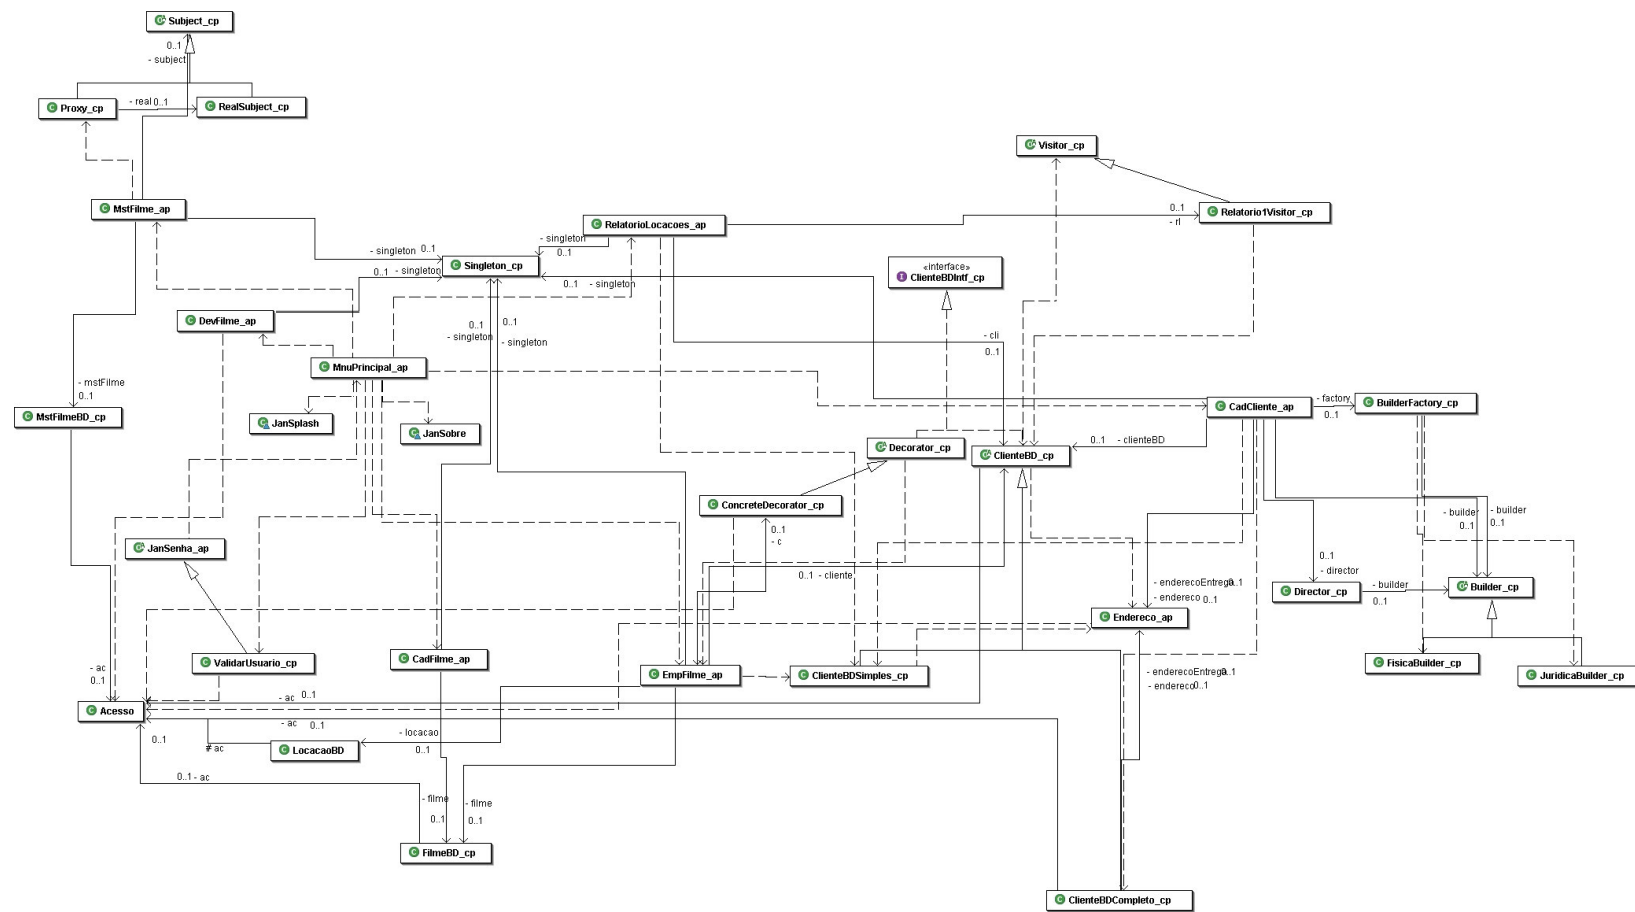 Subject_cp
0..1
- subject
Proxy_cp
- real 0..1
RealSubject_cp
Visitor_cp
MstFilme_ap
RelatorioLocacoes_ap
0..1
- rl
Relatorio1Visitor_cp
- singleton 0..1
- singleton
0..1
Singleton_cp
0..1 - singleton
0..1 - singleton
«interface»
ClienteBDIntf_cp
DevFilme_ap
0..1
- singleton
0..1
- singleton
- cli
0..1
MnuPrincipal_ap
- mstFilme
0..1
MstFilmeBD_cp
JanSplash
JanSobre
CadCliente_ap
- factory
0..1
BuilderFactory_cp
0..1 - clienteBD
Decorator_cp
ClienteBD_cp
ConcreteDecorator_cp
0..1
- c
- builder
0..1
- builder
0..1
JanSenha_ap
0..1 - cliente
0..1
- director
- enderecoEntrega 0..1
- endereco 0..1
Director_cp
- builder
0..1
Builder_cp
Endereco_ap
ValidarUsuario_cp
CadFilme_ap
EmpFilme_ap
ClienteBDSimples_cp
- enderecoEntrega 0..1
- endereco 0..1
FisicaBuilder_cp
JuridicaBuilder_cp
- ac
0..1
- ac 0..1
Acesso
- ac 0..1
0..1
# ac
LocacaoBD
- locacao
0..1
0..1 - ac
- filme
0..1
- filme
0..1
FilmeBD_cp
ClienteBDCompleto_cp